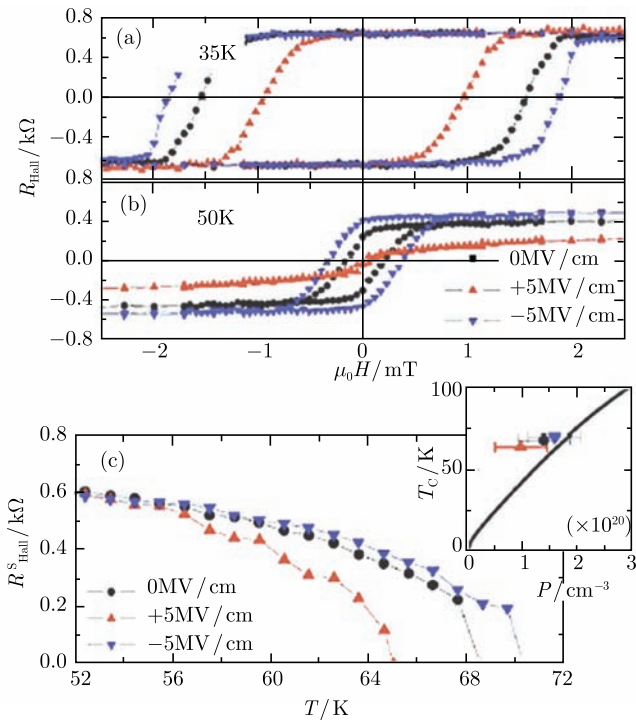 0.8
(a)
35K
0.4
0.0
−0.4
0.8
R_Hall/kΩ
(b)
50K
0.4
0.0
−0.4
−0.8
0MV/cm
+5MV/cm
−5MV/cm
−2
−1
0
1
2
μ₀H/mT
100
50
0
T_C/K
(×10²⁰)
0
1
2
3
P/cm⁻³
0.8
(c)
0.6
0.4
0.2
0.0
R^S_Hall/kΩ
0MV/cm
+5MV/cm
−5MV/cm
52
56
60
64
68
72
T/K